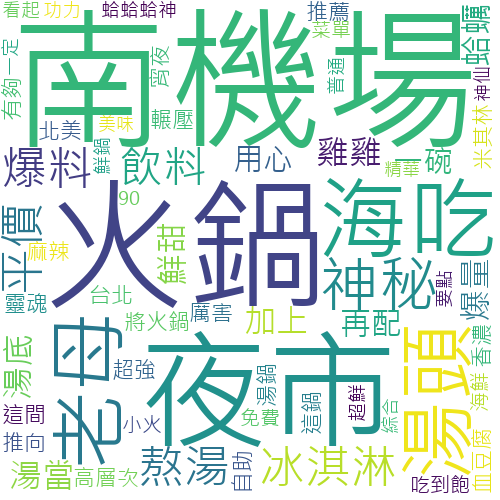 看起
功力
蛤蛤蛤神
推薦
菜單
有夠一定
南機場
宵夜
普通
蛤蠣
神仙
北美
美味
輾壓
爆料
鮮鍋
飲料
用心
雞雞
一碗
精華
米其林
90
火鍋
海吃
平價
麻辣
鮮甜
神秘
要點
爆量
靈魂
台北
將火鍋
厲害
加上
再配
香濃
湯頭
老母
夜市
湯底
超強
湯鍋
這鍋
超鮮
海鮮
這間
小火
免費
綜合
推向
熬湯
自助
冰淇淋
血豆腐
湯當
高層次
吃到飽